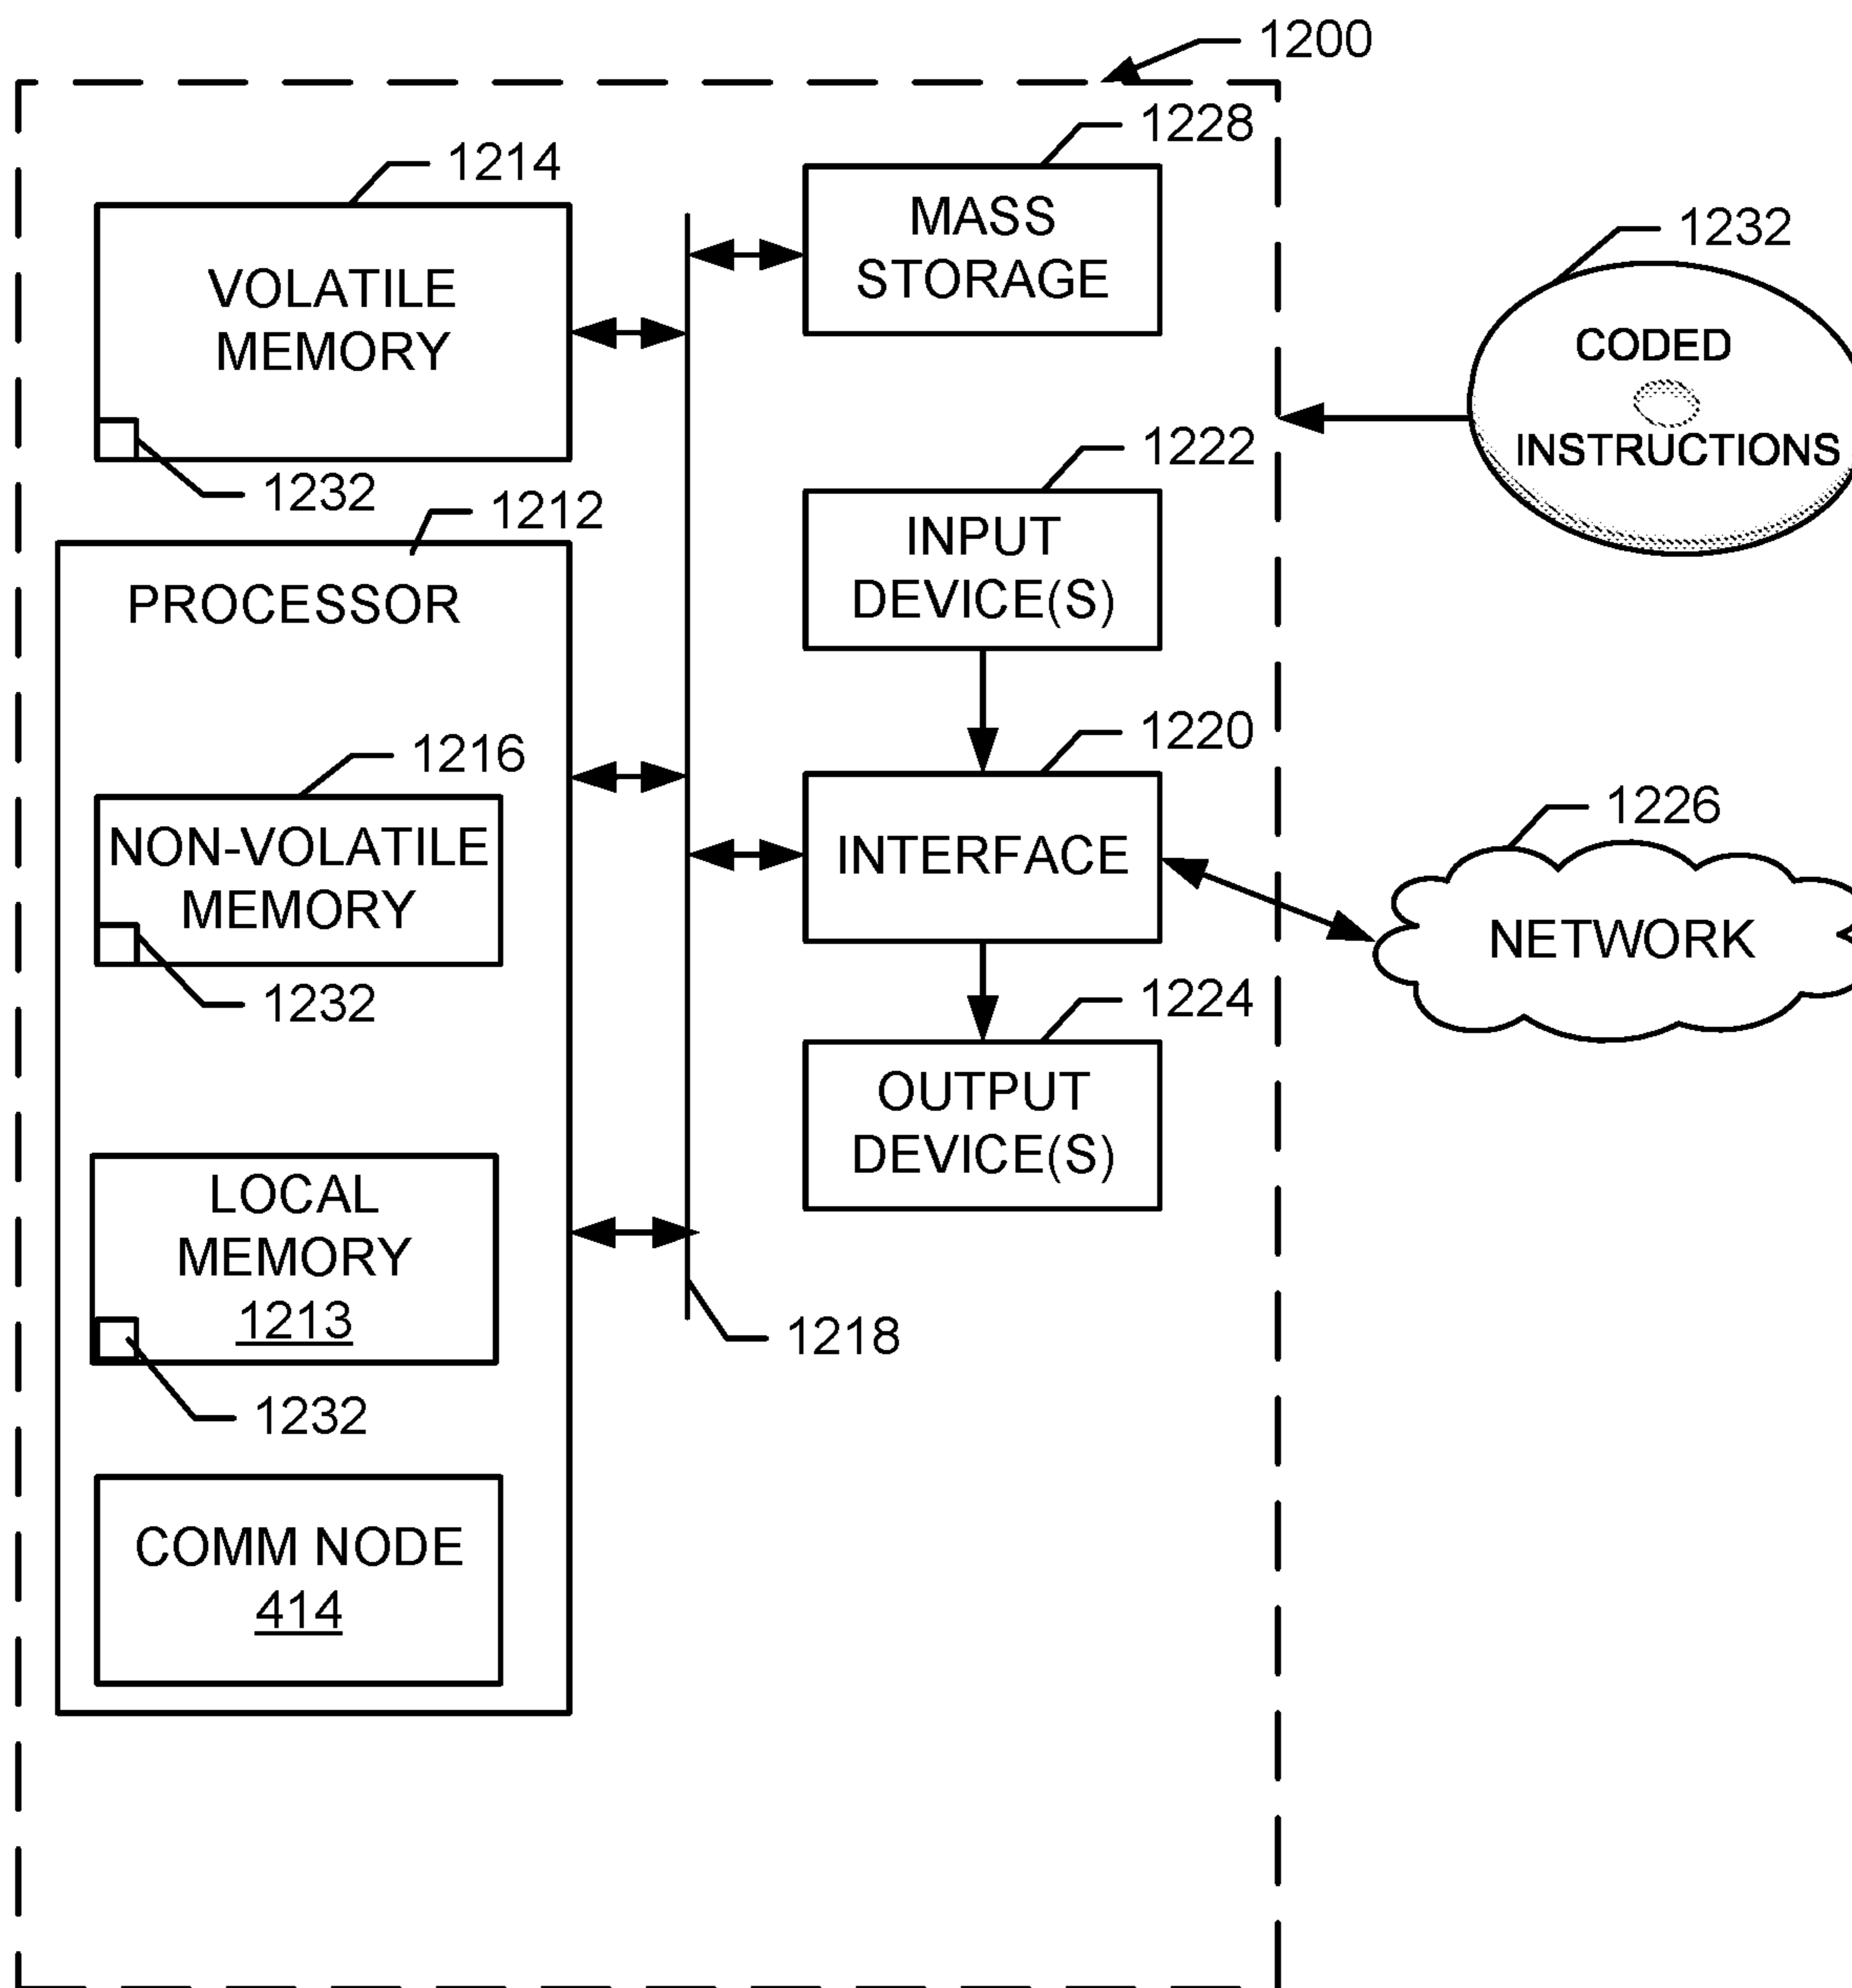 1200
1228
1214
MASS
STORAGE
1232
VOLATILE
MEMORY
CODED
INSTRUCTIONS
1232
1222
1212
INPUT
DEVICE(S)
PROCESSOR
1216
1220
1226
NON-VOLATILE
MEMORY
INTERFACE
NETWORK
1232
1224
OUTPUT
DEVICE(S)
LOCAL
MEMORY
1213
1218
1232
COMM NODE
414